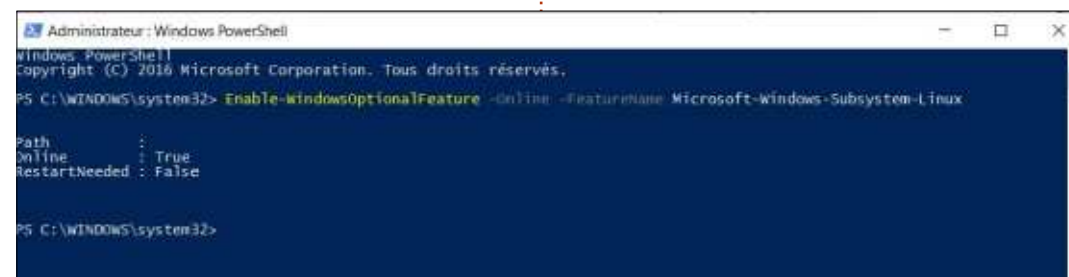 Administrateur : Windows PowerShell
Windows PowerShell
Copyright (C) 2016 Microsoft Corporation. Tous droits réservés.
PS C:\WINDOWS\system32> Enable-WindowsOptionalFeature -Online -FeatureName Microsoft-Windows-Subsystem-Linux
Path :
Online : True
RestartNeeded : False
PS C:\WINDOWS\system32>